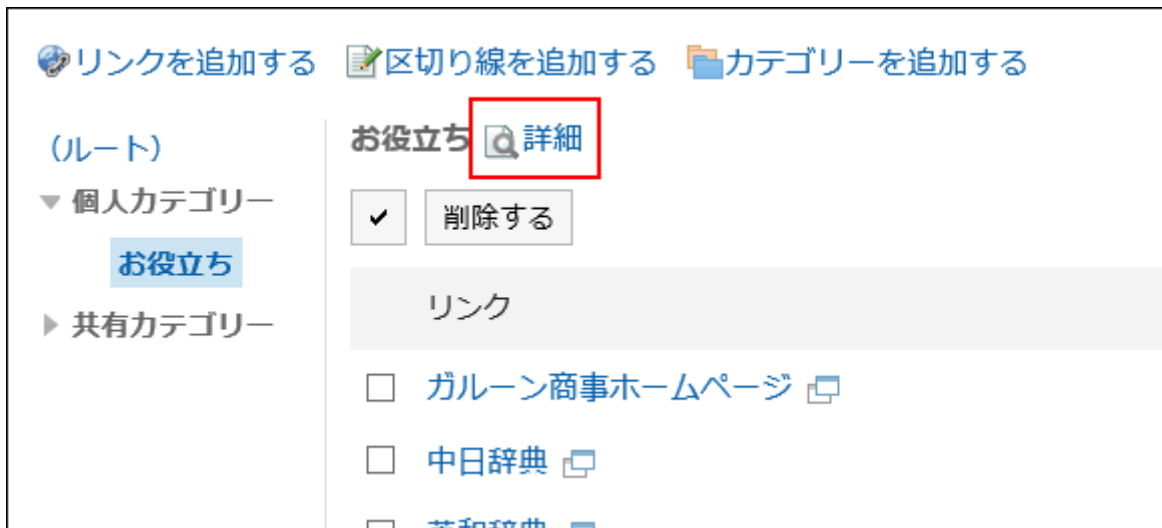 リンクを追加する 区切り線を追加する カテゴリーを追加する
(ルート)
個人カテゴリー
お役立ち
共有カテゴリー
お役立ち 詳細
削除する
リンク
ガルーン商事ホームページ
中日辞典
英和辞典